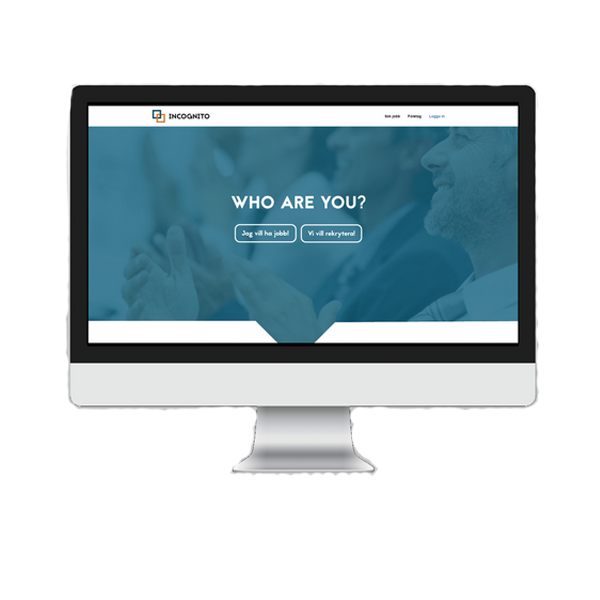 INCOGNITO
Sök jobb Företag Logga in
WHO ARE YOU?
Jag vill ha jobb! Vi vill rekrytera!